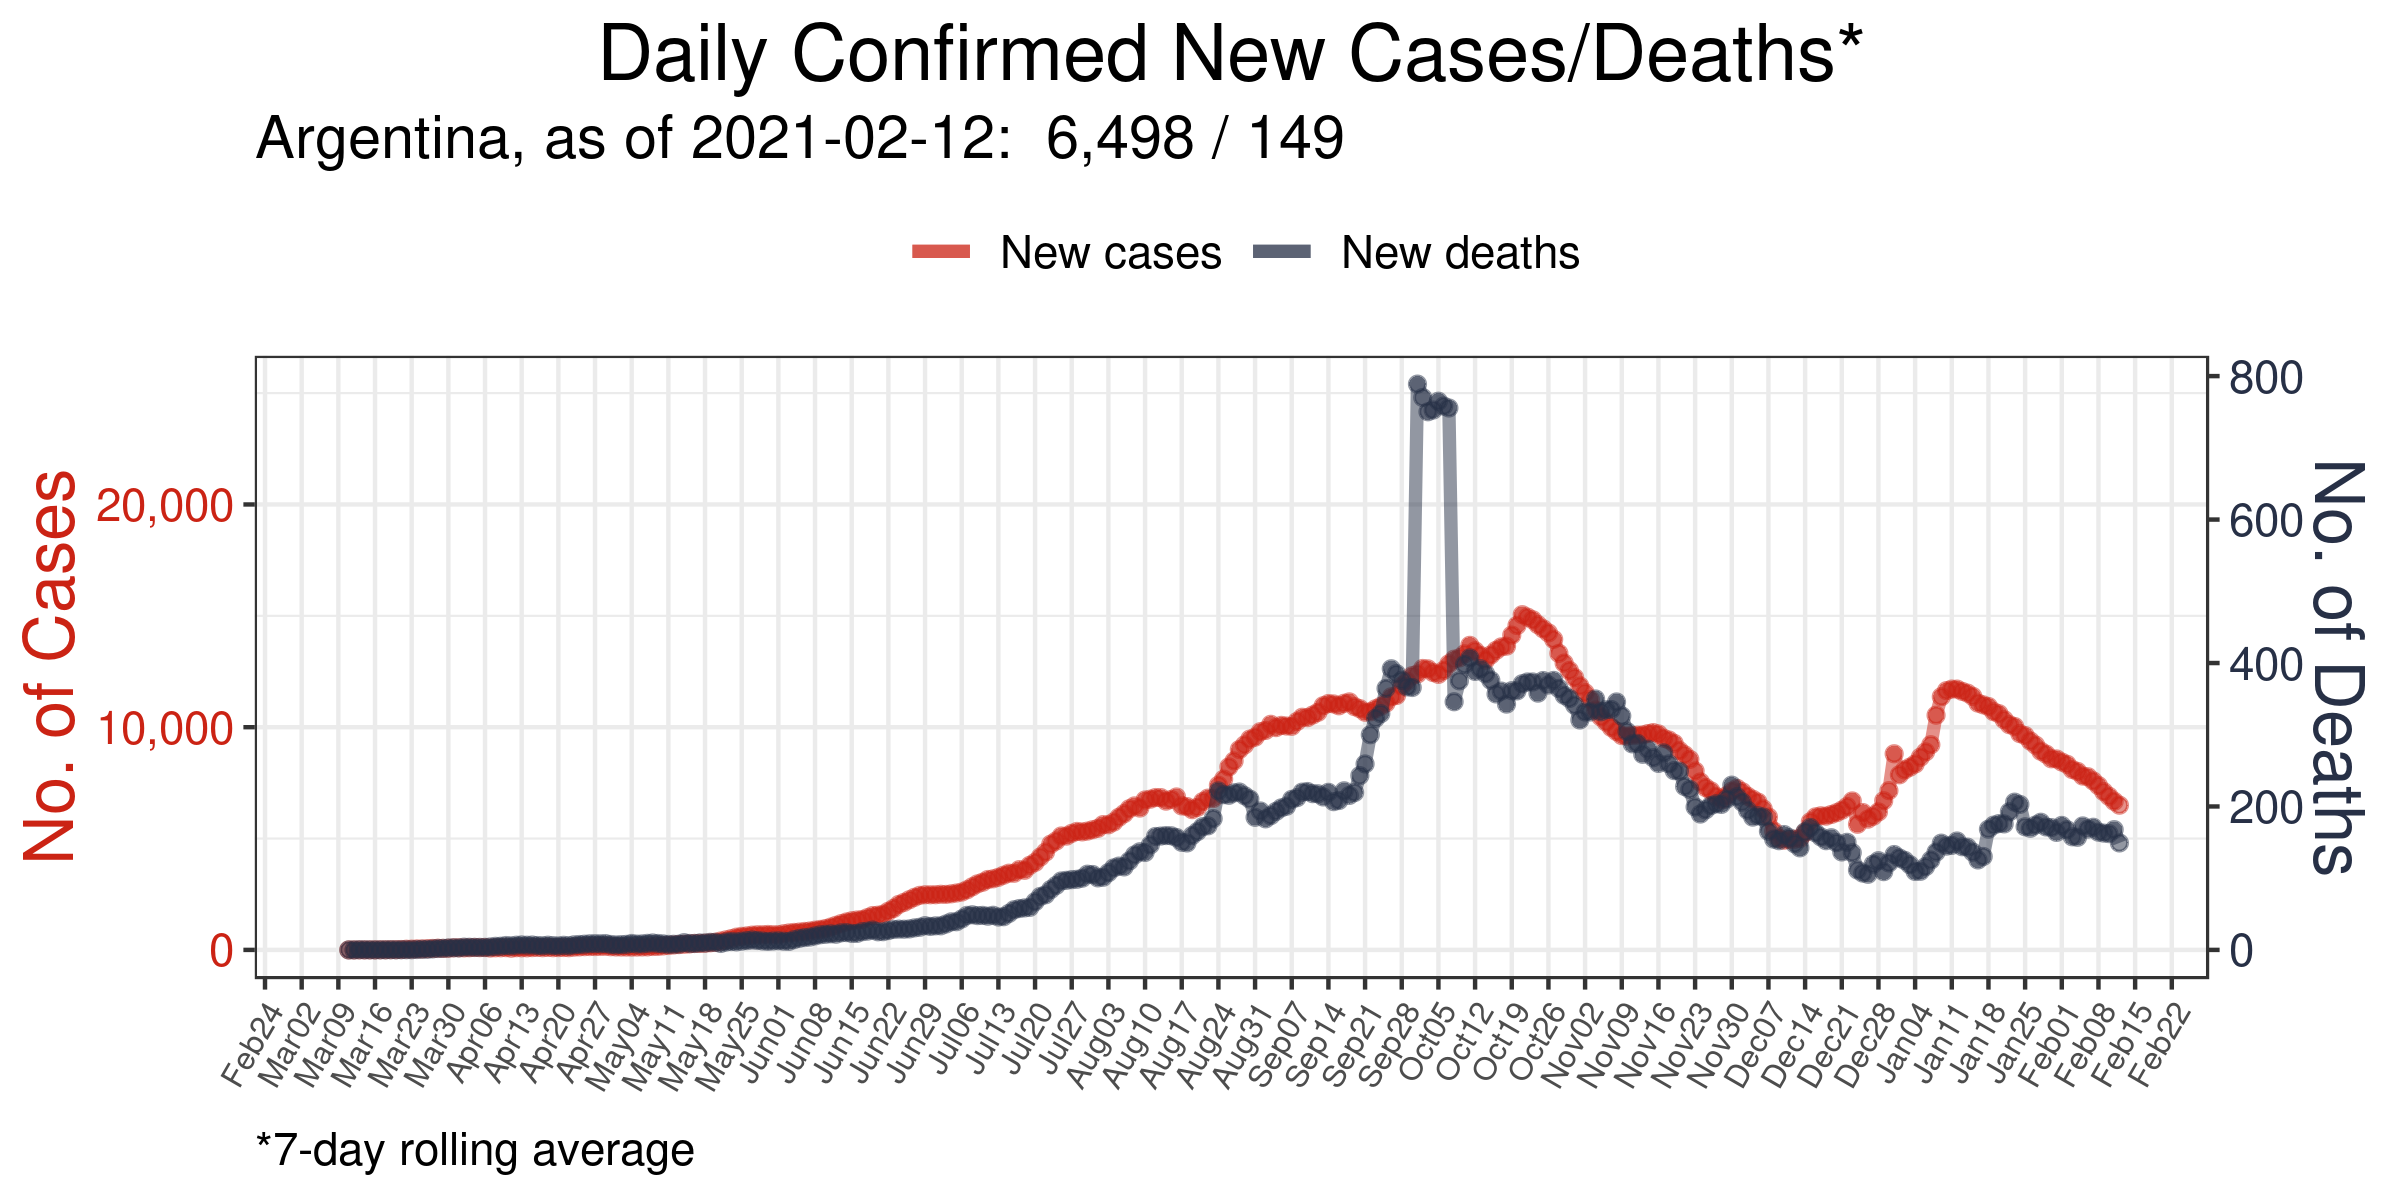 Daily Confirmed New Cases/Deaths*
Argentina, as of 2021-02-12:  6,498 / 149
New cases
New deaths
No. of Cases
20,000
10,000
0
800
600
400
200
0
No. of Deaths
Feb24
Mar02
Mar09
Mar16
Mar23
Mar30
Apr06
Apr13
Apr20
Apr27
May04
May11
May18
May25
Jun01
Jun08
Jun15
Jun22
Jun29
Jul06
Jul13
Jul20
Jul27
Aug03
Aug10
Aug17
Aug24
Aug31
Sep07
Sep14
Sep21
Sep28
Oct05
Oct12
Oct19
Oct26
Nov02
Nov09
Nov16
Nov23
Nov30
Dec07
Dec14
Dec21
Dec28
Jan04
Jan11
Jan18
Jan25
Feb01
Feb08
Feb15
Feb22
*7-day rolling average